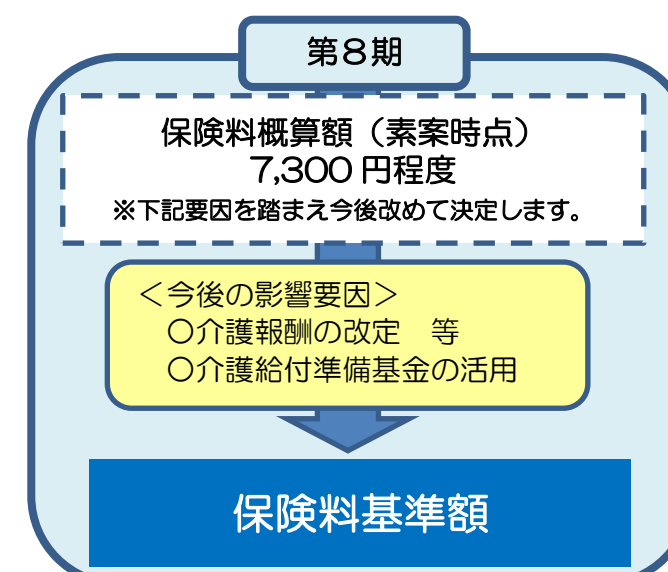 第8期
保険料概算額（素案時点）
7,300 円程度
※下記要因を踏まえ今後改めて決定します。
＜今後の影響要因＞
○介護報酬の改定　等
○介護給付準備基金の活用
保険料基準額